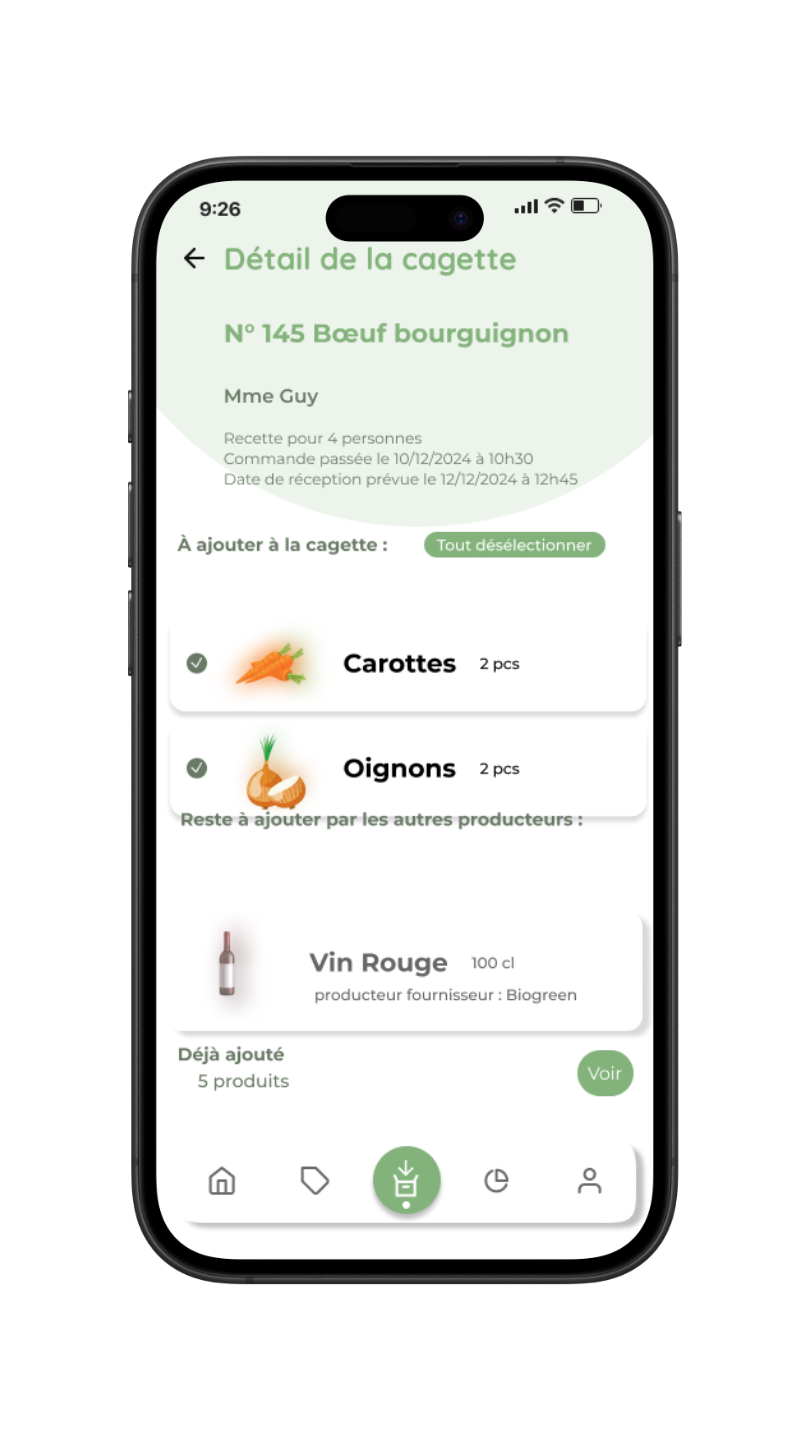 9:26
Détail de la cagette
N° 145 Bœuf bourguignon
Mme Guy
Recette pour 4 personnes
Commande passée le 10/12/2024 à 10h30
Date de réception prévue le 12/12/2024 à 12h45
À ajouter à la cagette :
Tout désélectionner
Carottes 2 pcs
Oignons 2 pcs
Reste à ajouter par les autres producteurs :
Vin Rouge 100 cl
producteur fournisseur : Biogreen
Déjà ajouté
5 produits
Voir